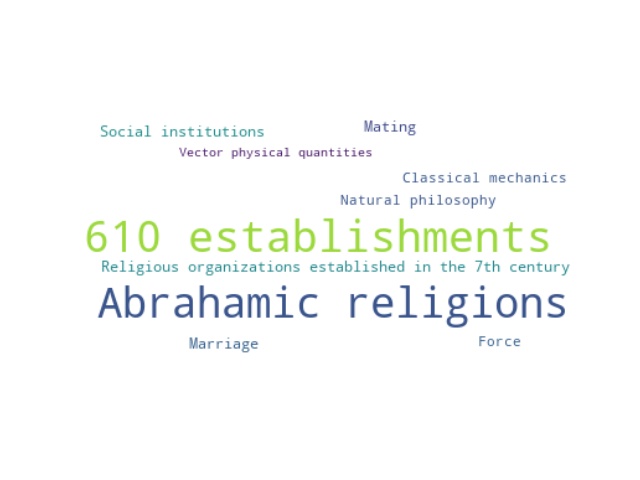 Mating
Social institutions
Vector physical quantities
Classical mechanics
Natural philosophy
610 establishments
Religious organizations established in the 7th century
Abrahamic religions
Marriage
Force